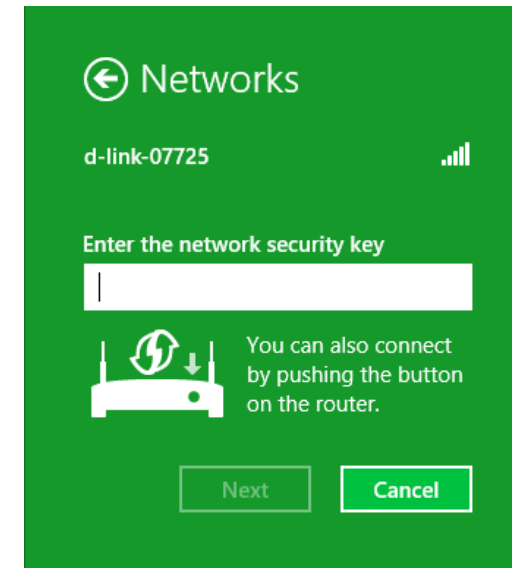 Networks
d-link-07725
Enter the network security key
You can also connect
by pushing the button
on the router.
Next
Cancel